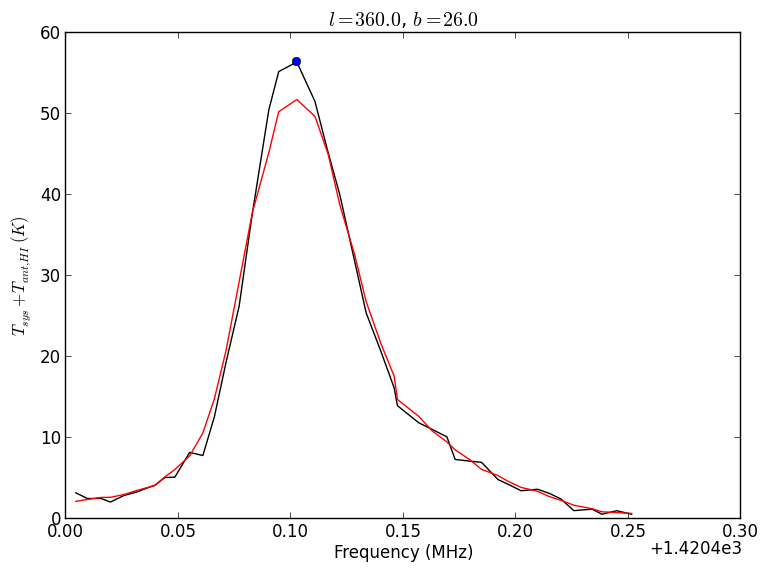 l = 360.0, b = 26.0
60
50
40
30
20
10
0
T_sys + T_ant,HI (K)
0.00 0.05 0.10 0.15 0.20 0.25 0.30
Frequency (MHz)
+1.4204e3